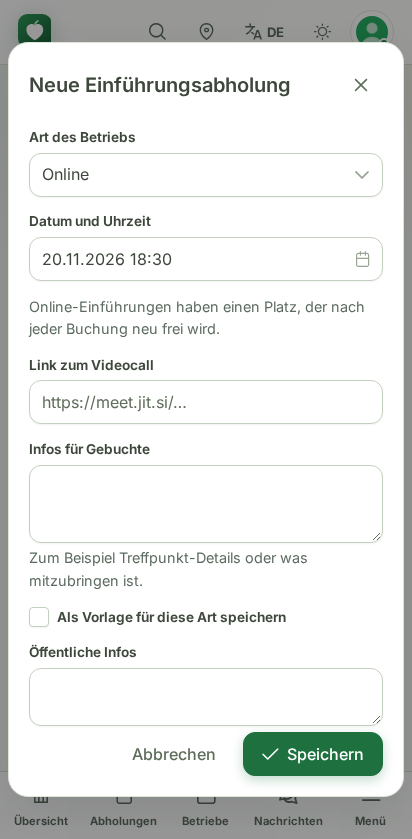 DE
Neue Einführungsabholung
Art des Betriebs
Online
Datum und Uhrzeit
20.11.2026 18:30
Online-Einführungen haben einen Platz, der nach
jeder Buchung neu frei wird.
Link zum Videocall
https://meet.jit.si/...
Infos für Gebuchte
Zum Beispiel Treffpunkt-Details oder was
mitzubringen ist.
Als Vorlage für diese Art speichern
Öffentliche Infos
Abbrechen
Speichern
Übersicht
Abholungen
Betriebe
Nachrichten
Menü